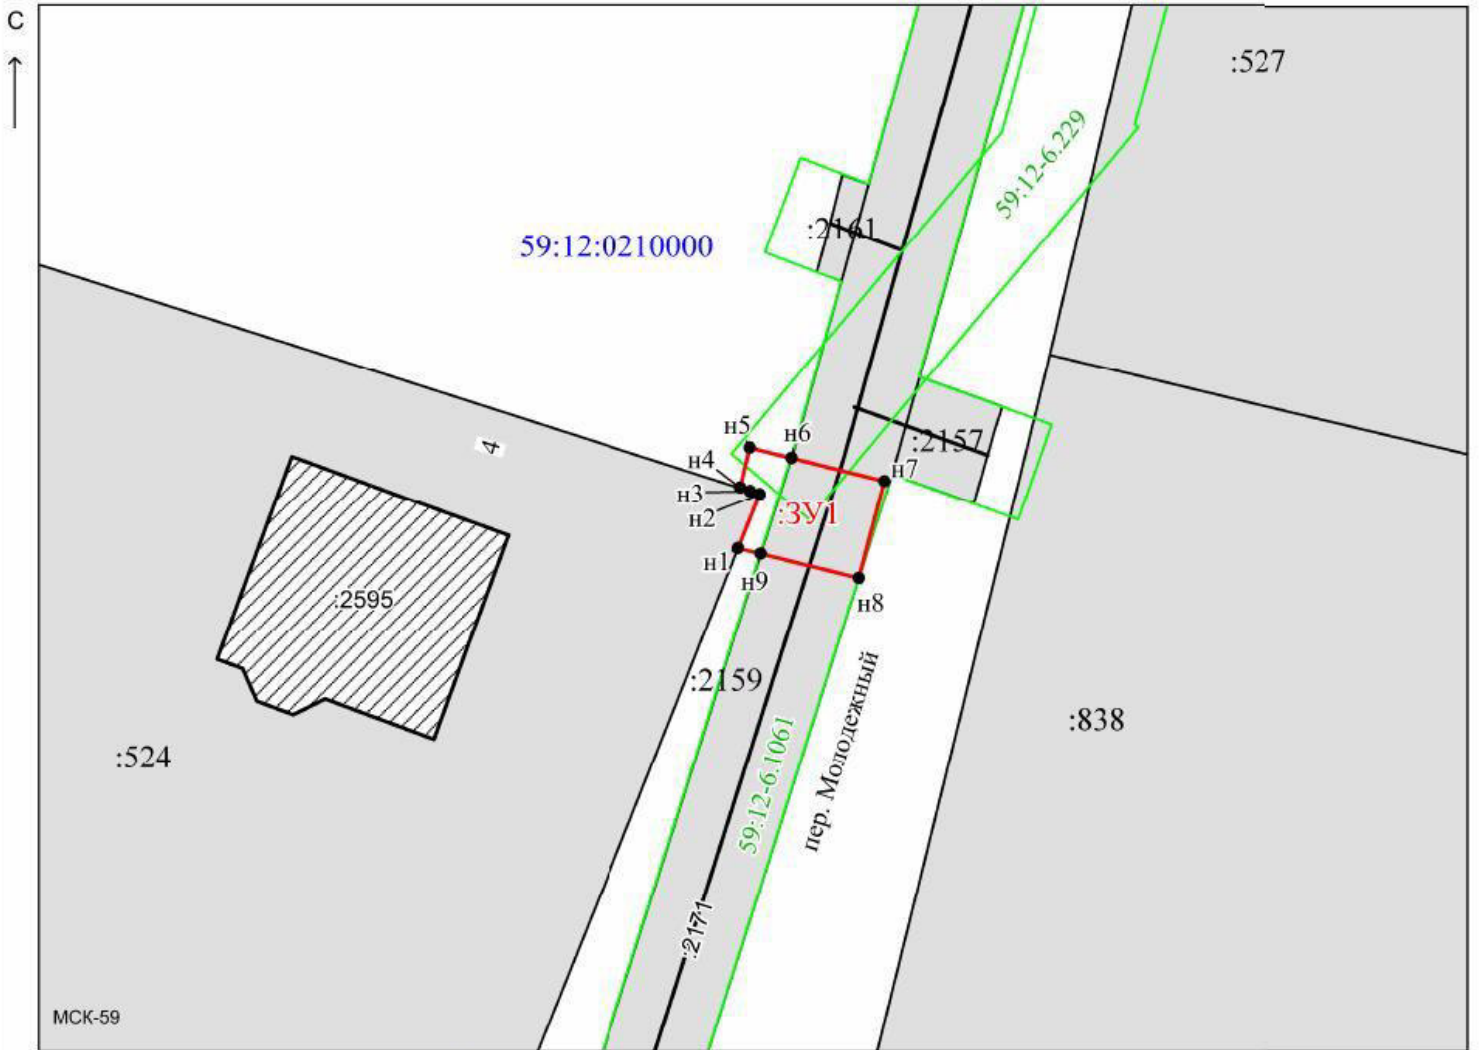 С
:527
59:12-6.229
:2161
59:12:0210000
н5
н6
:2157
4
н4
н7
н3
н2
:ЗУ1
н1
н9
н8
:2595
:2159
пер. Молодежный
:838
:524
59:12-6.1061
:2171
МСК-59